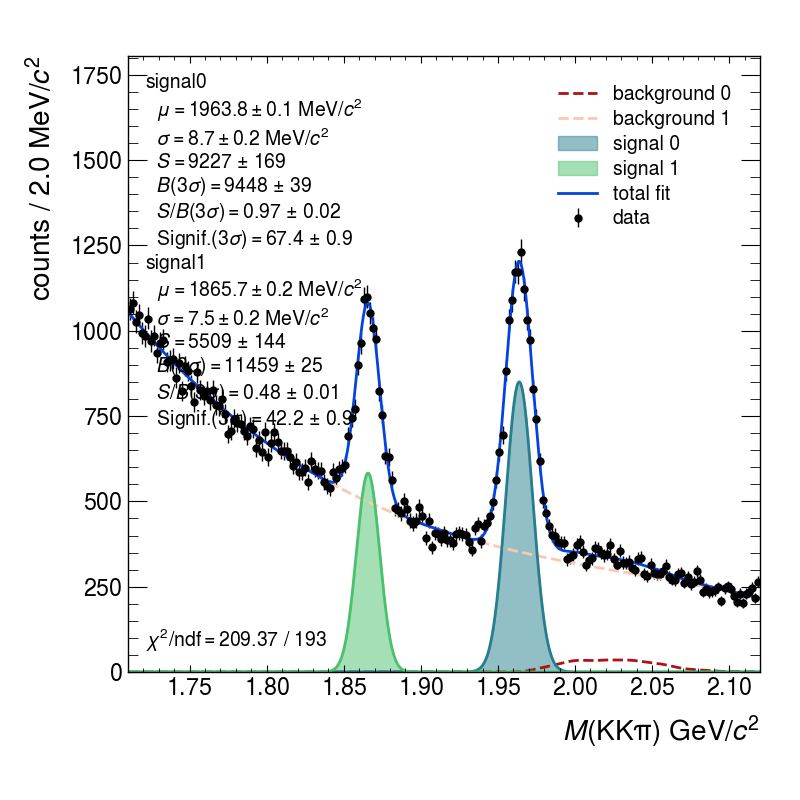 counts / 2.0 MeV/c²
1750
1500
1250
1000
750
500
250
0
signal0
μ = 1963.8 ± 0.1 MeV/c²
σ = 8.7 ± 0.2 MeV/c²
S = 9227 ± 169
B(3σ) = 9448 ± 39
S/B(3σ) = 0.97 ± 0.02
Signif.(3σ) = 67.4 ± 0.9
signal1
μ = 1865.7 ± 0.2 MeV/c²
σ = 7.5 ± 0.2 MeV/c²
S = 5509 ± 144
B(3σ) = 11459 ± 25
S/B(3σ) = 0.48 ± 0.01
Signif.(3σ) = 42.2 ± 0.9
background 0
background 1
signal 0
signal 1
total fit
data
χ²/ndf = 209.37 / 193
1.75 1.80 1.85 1.90 1.95 2.00 2.05 2.10
M(KKπ) GeV/c²